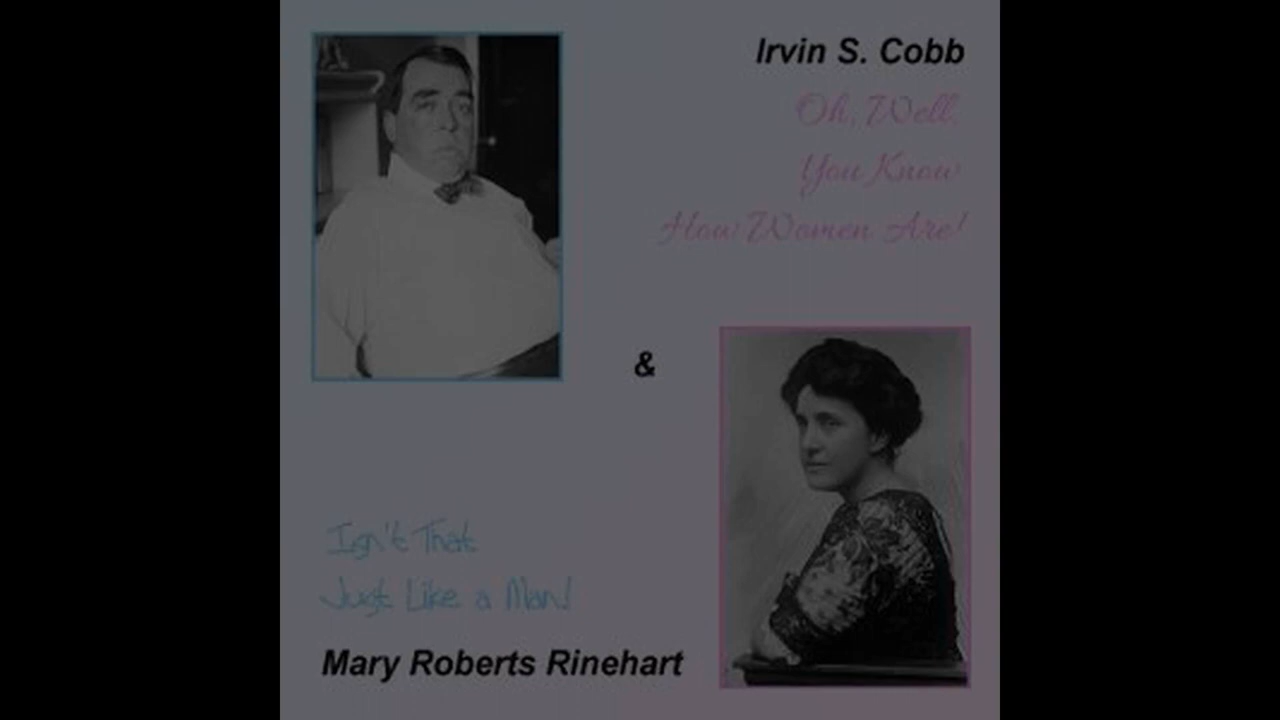 Irvin S. Cobb
Oh, Well,
You Know
How Women Are!
&
Isn't That
Just Like a Man!
Mary Roberts Rinehart